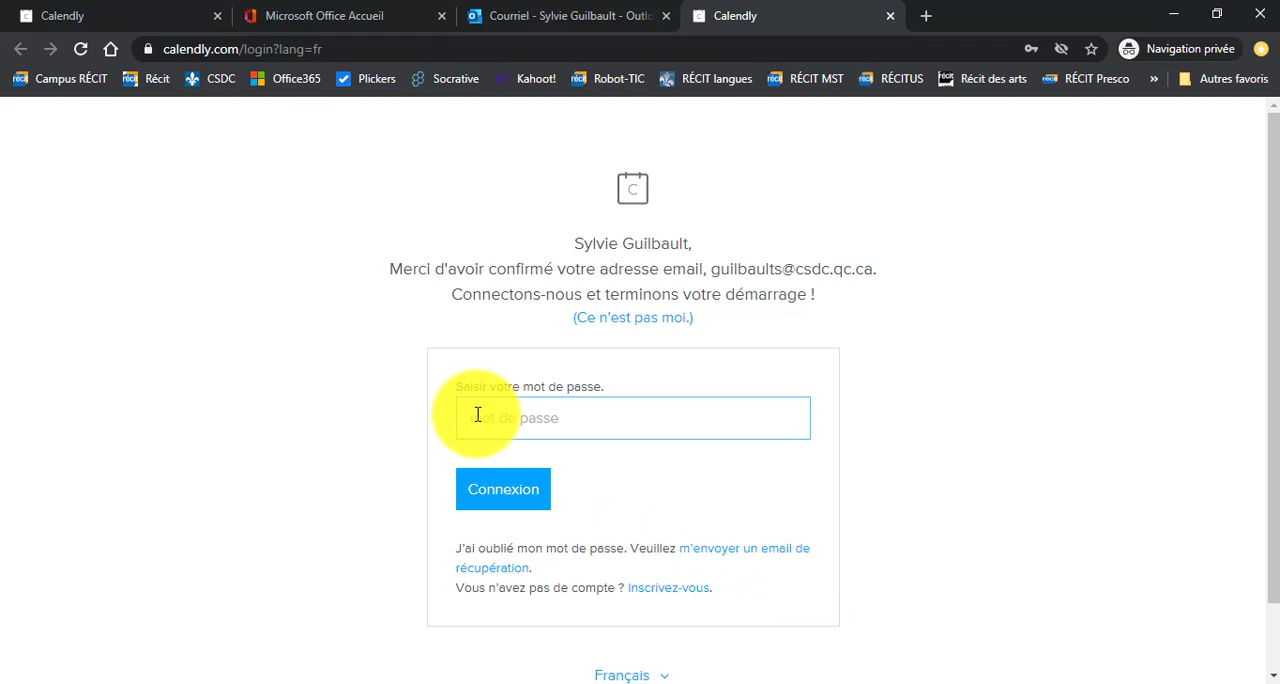 Calendly
Microsoft Office Accueil
Courriel - Sylvie Guilbault - Outlo
Calendly
calendly.com/login?lang=fr
Navigation privée
Campus RÉCIT
Récit
CSDC
Office365
Plickers
Socrative
Kahoot!
Robot-TIC
RÉCIT langues
RÉCIT MST
RÉCITUS
Récit des arts
RÉCIT Presco
»
Autres favoris
C
Sylvie Guilbault,
Merci d'avoir confirmé votre adresse email, guilbaults@csdc.qc.ca.
Connectons-nous et terminons votre démarrage !
(Ce n'est pas moi.)
Saisir votre mot de passe.
mot de passe
Connexion
J'ai oublié mon mot de passe. Veuillez m'envoyer un email de
récupération.
Vous n'avez pas de compte ? Inscrivez-vous.
Français